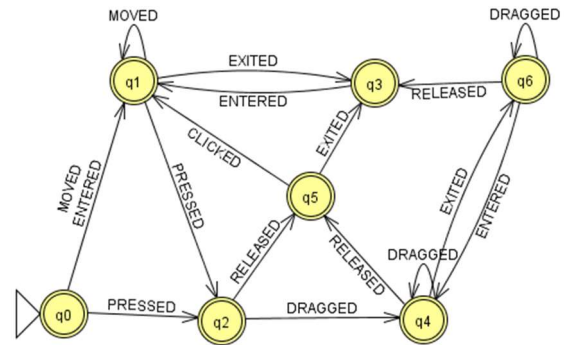 MOVED
DRAGGED
q1
EXITED
ENTERED
q3
RELEASED
q6
CLICKED
EXITED
MOVED
ENTERED
PRESSED
q5
EXITED
ENTERED
RELEASED
RELEASED
DRAGGED
q0
PRESSED
q2
DRAGGED
q4